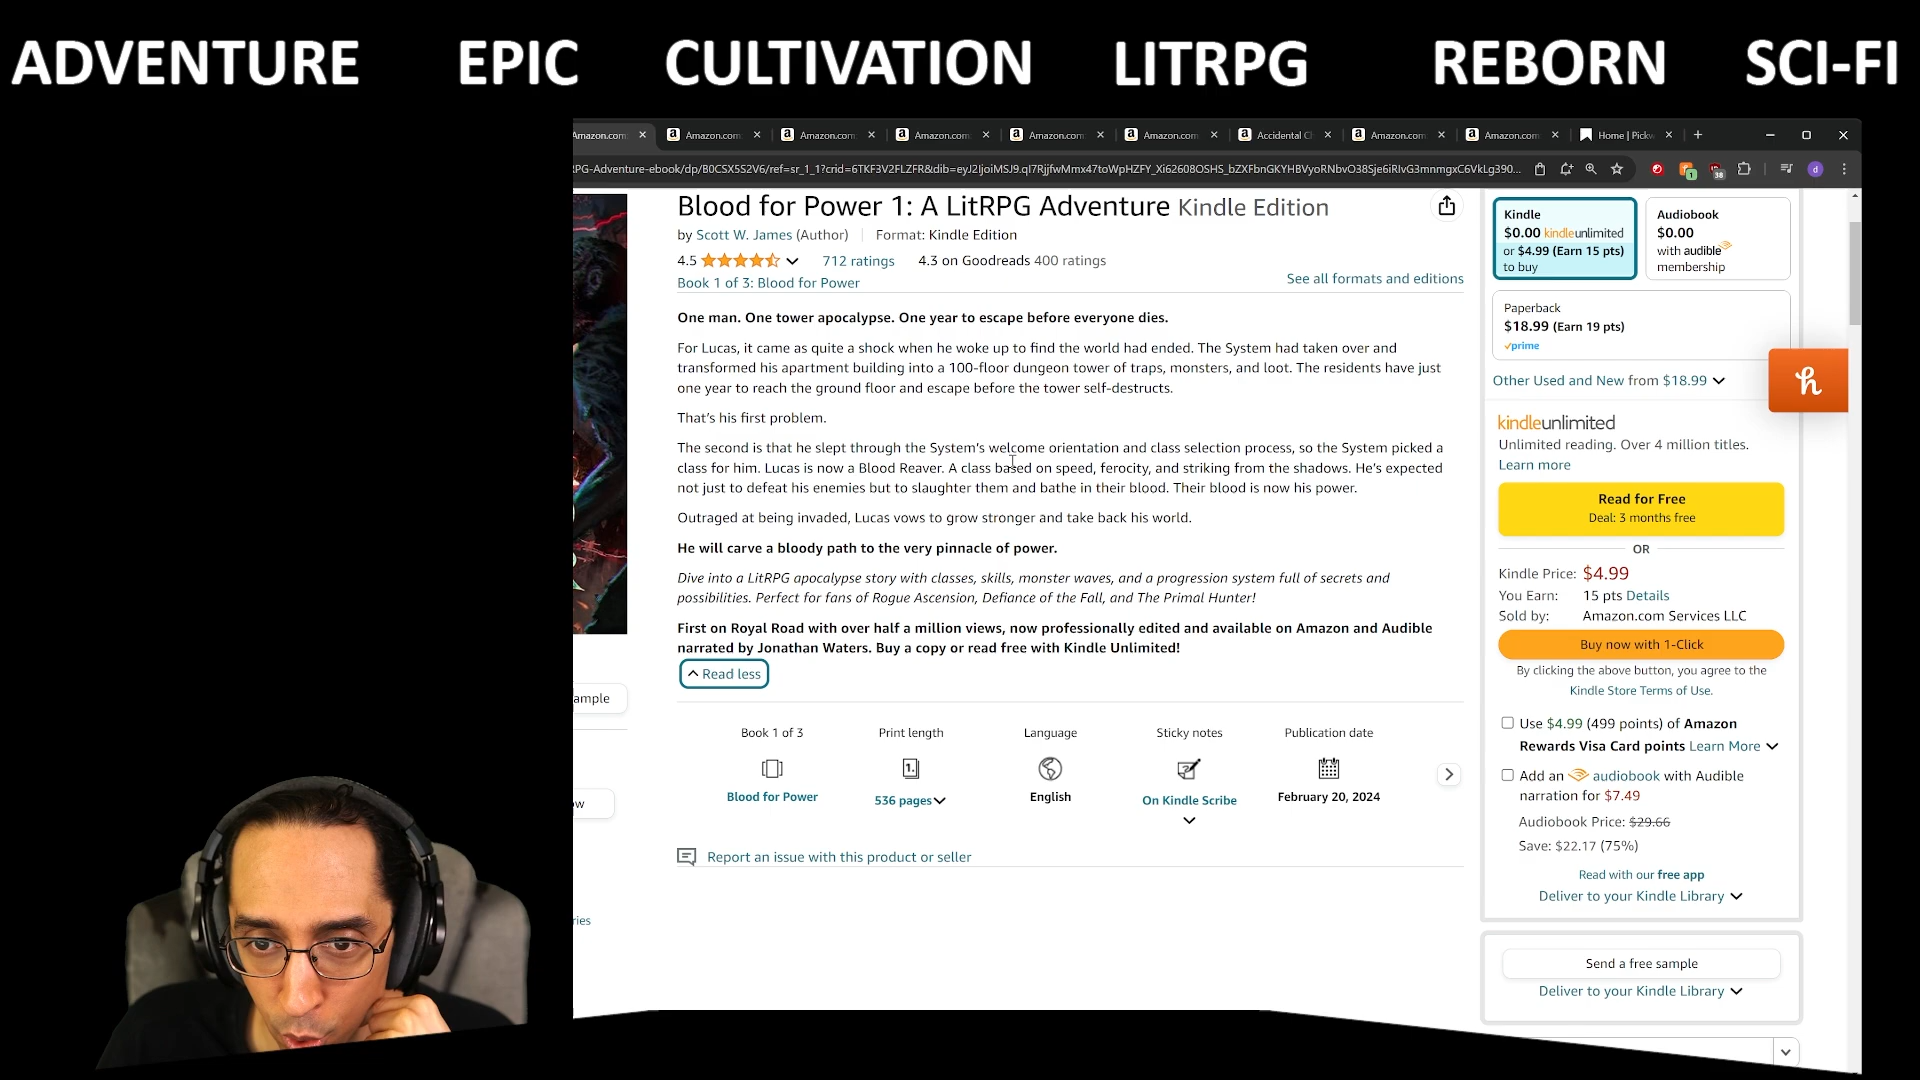 ADVENTURE EPIC CULTIVATION LITRPG REBORN SCI-FI
Amazon.com Amazon.com Amazon.com Amazon.com Amazon.com Amazon.com Accidental C Amazon.com Amazon.com Home | Pickw
Blood for Power 1: A LitRPG Adventure Kindle Edition
by Scott W. James (Author) Format: Kindle Edition
4.5 712 ratings 4.3 on Goodreads 400 ratings
Book 1 of 3: Blood for Power
See all formats and editions
One man. One tower apocalypse. One year to escape before everyone dies.
For Lucas, it came as quite a shock when he woke up to find the world had ended. The System had taken over and
transformed his apartment building into a 100-floor dungeon tower of traps, monsters, and loot. The residents have just
one year to reach the ground floor and escape before the tower self-destructs.
That's his first problem.
The second is that he slept through the System's welcome orientation and class selection process, so the System picked a
class for him. Lucas is now a Blood Reaver. A class based on speed, ferocity, and striking from the shadows. He's expected
not just to defeat his enemies but to slaughter them and bathe in their blood. Their blood is now his power.
Outraged at being invaded, Lucas vows to grow stronger and take back his world.
He will carve a bloody path to the very pinnacle of power.
Dive into a LitRPG apocalypse story with classes, skills, monster waves, and a progression system full of secrets and
possibilities. Perfect for fans of Rogue Ascension, Defiance of the Fall, and The Primal Hunter!
First on Royal Road with over half a million views, now professionally edited and available on Amazon and Audible
narrated by Jonathan Waters. Buy a copy or read free with Kindle Unlimited!
Read less
Book 1 of 3
Blood for Power
Print length
536 pages
Language
English
Sticky notes
On Kindle Scribe
Publication date
February 20, 2024
Report an issue with this product or seller
ample
ow
ries
Kindle
$0.00 kindleunlimited
or $4.99 (Earn 15 pts)
to buy
Audiobook
$0.00
with audible
membership
Paperback
$18.99 (Earn 19 pts)
prime
Other Used and New from $18.99
h
kindleunlimited
Unlimited reading. Over 4 million titles.
Learn more
Read for Free
Deal: 3 months free
OR
Kindle Price: $4.99
You Earn: 15 pts Details
Sold by: Amazon.com Services LLC
Buy now with 1-Click
By clicking the above button, you agree to the
Kindle Store Terms of Use.
Use $4.99 (499 points) of Amazon
Rewards Visa Card points Learn More
Add an audiobook with Audible
narration for $7.49
Audiobook Price: $29.66
Save: $22.17 (75%)
Read with our free app
Deliver to your Kindle Library
Send a free sample
Deliver to your Kindle Library